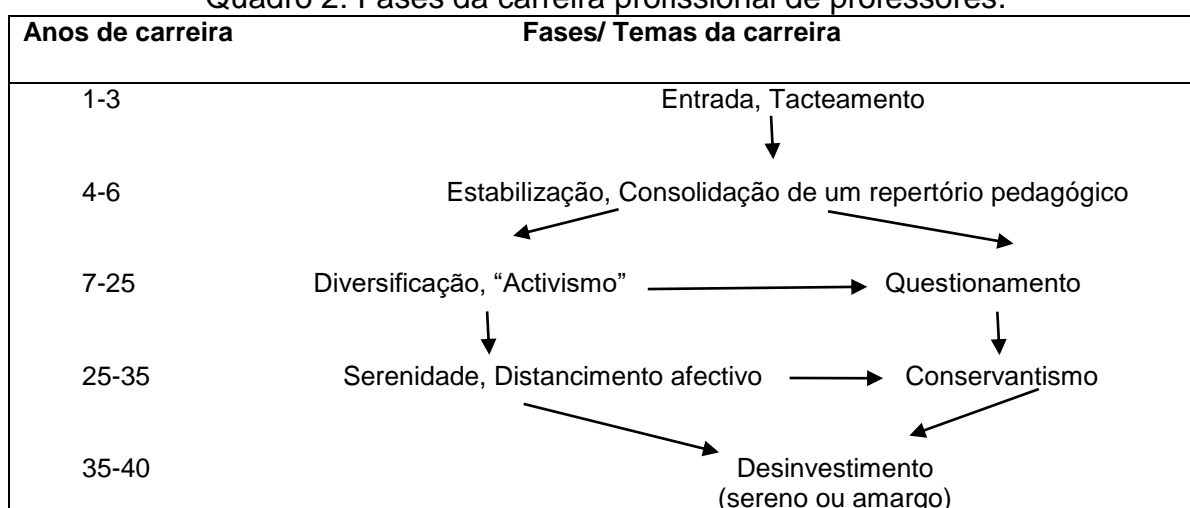 Quadro 2. Fases da carreira profissional de professores.
Anos de carreira Fases/ Temas da carreira
1-3 Entrada, Tacteamento
4-6 Estabilização, Consolidação de um repertório pedagógico
7-25 Diversificação, “Activismo” Questionamento
25-35 Serenidade, Distancimento afectivo Conservantismo
35-40 Desinvestimento
(sereno ou amargo)